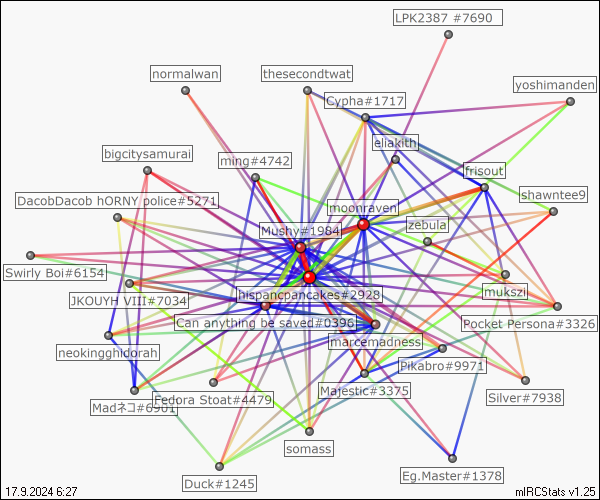 LPK2387 #7690
normalwan
thesecondtwat
yoshimanden
Cypha#1717
eliakith
bigcitysamurai
ming#4742
frisout
DacobDacob hORNY police#5271
moonraven
shawntee9
Mushy#1984
zebula
Swirly Boi#6154
JKOUYH VIII#7034
hispancpancakes#2928
mukszi
Can anything be saved#0396
Pocket Persona#3326
marcemadness
neokingghidorah
Pikabro#9971
Majestic#3375
Silver#7938
Madネコ#6901
Fedora Stoat#4479
somass
Eg.Master#1378
Duck#1245
17.9.2024 6:27
mIRCStats v1.25